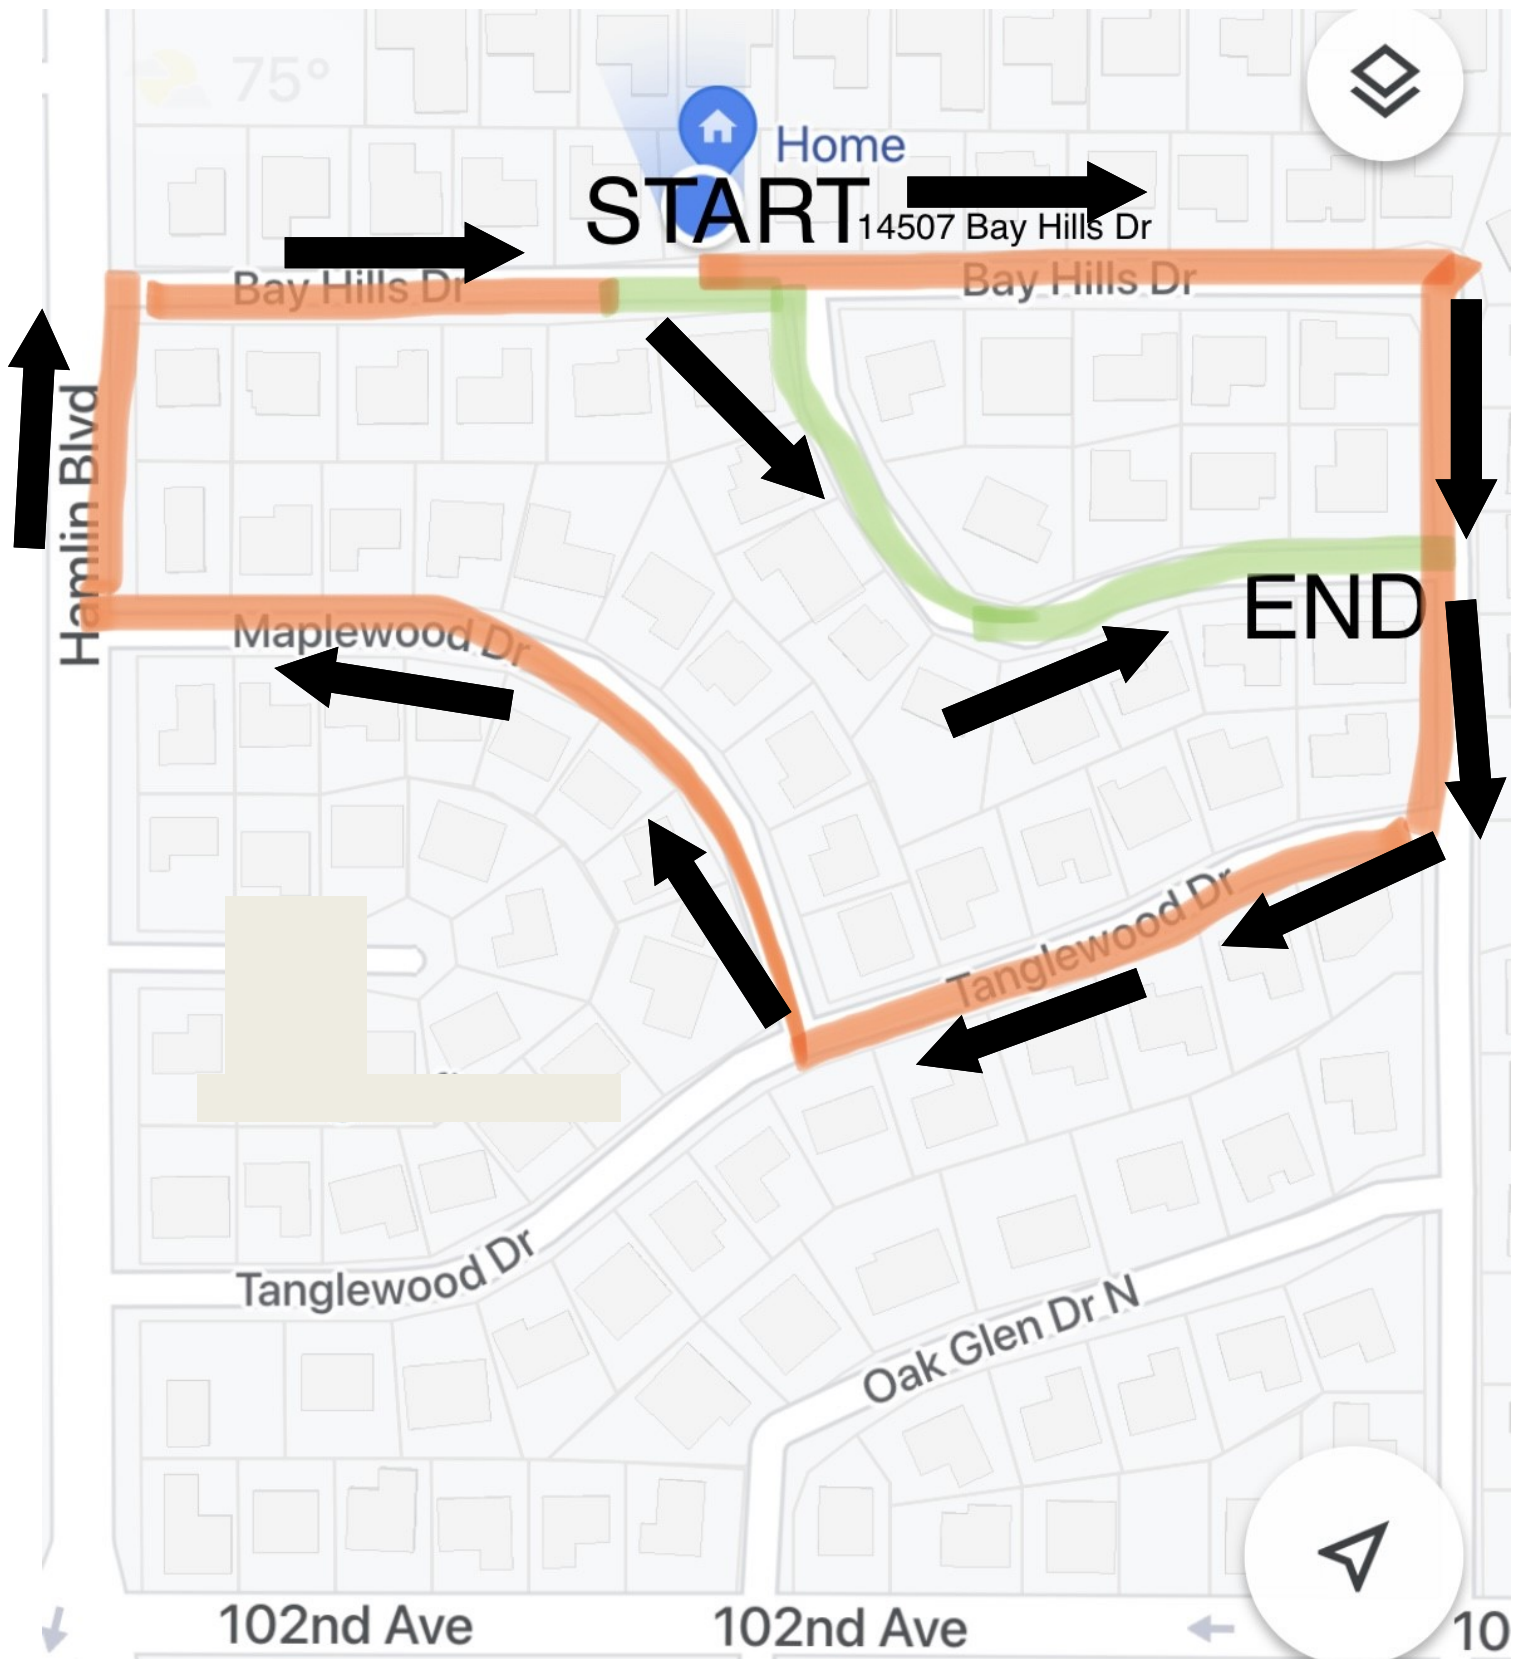 75°
Home
START
14507 Bay Hills Dr
Bay Hills Dr
Bay Hills Dr
Hamlin Blvd
END
Maplewood Dr
Tanglewood Dr
Tanglewood Dr
Oak Glen Dr N
102nd Ave
102nd Ave
10